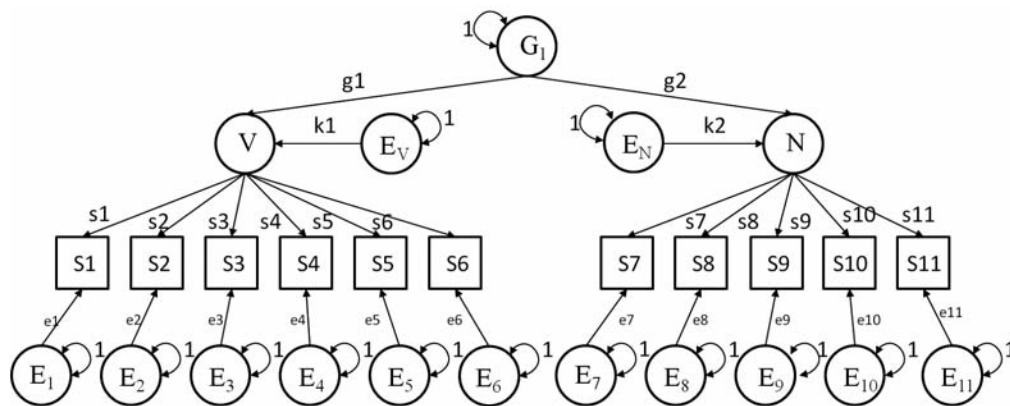 1 G₁
g1 g2
V k1 E_V 1 1 E_N k2 N
s1 s2 s3 s4 s5 s6 s7 s8 s9 s10 s11
S1 S2 S3 S4 S5 S6 S7 S8 S9 S10 S11
e1 e2 e3 e4 e5 e6 e7 e8 e9 e10 e11
E₁ 1 E₂ 1 E₃ 1 E₄ 1 E₅ 1 E₆ 1 E₇ 1 E₈ 1 E₉ 1 E₁₀ 1 E₁₁ 1